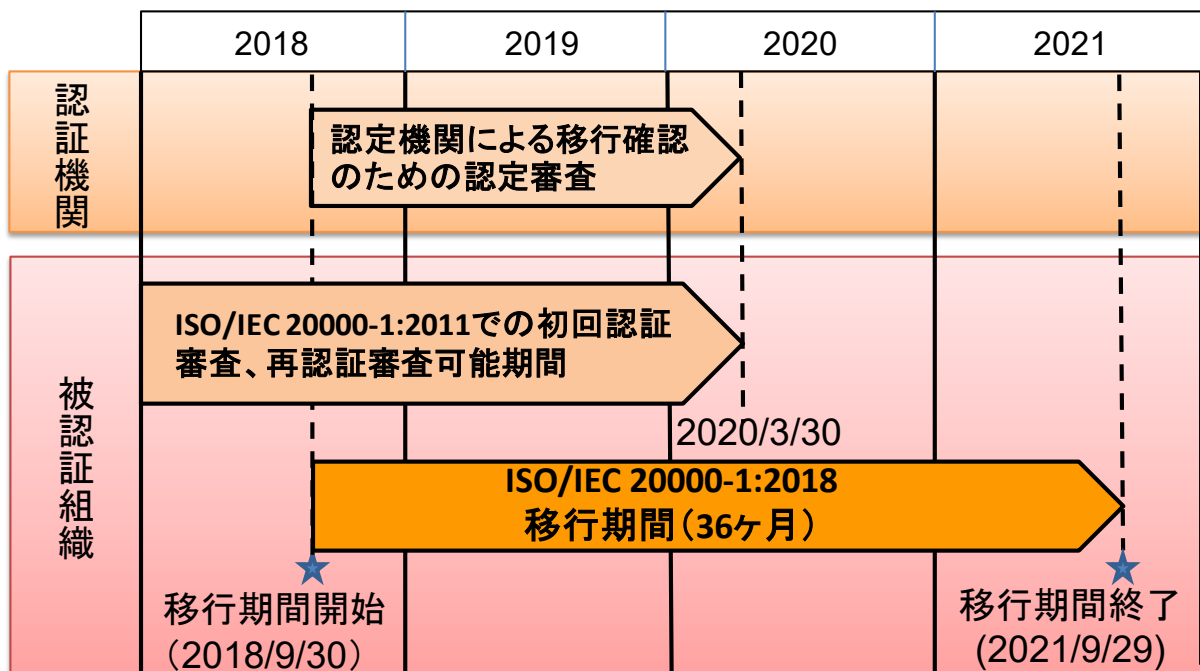 2018
2019
2020
2021
認証機関
認定機関による移行確認
のための認定審査
被認証組織
ISO/IEC 20000-1:2011での初回認証
審査、再認証審査可能期間
2020/3/30
ISO/IEC 20000-1:2018
移行期間(36ヶ月)
移行期間開始
(2018/9/30)
移行期間終了
(2021/9/29)